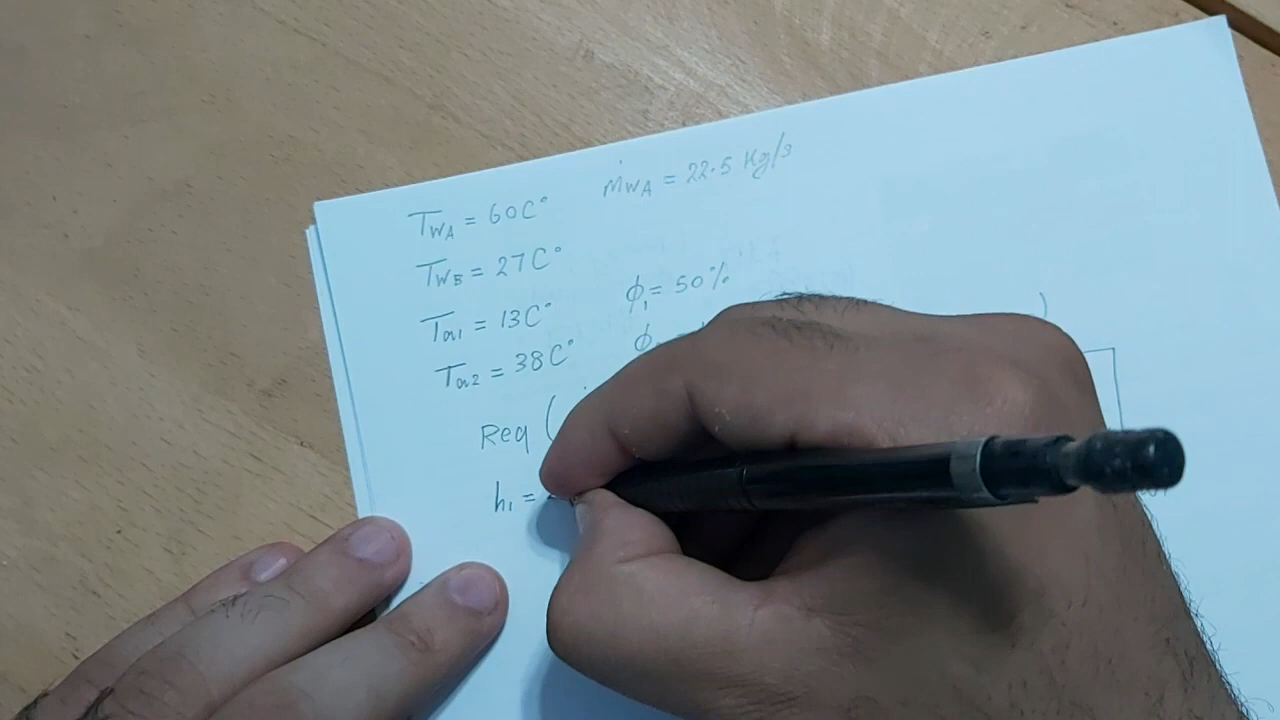 T_WA = 60C° ṁ_WA = 22.5 Kg/s
T_WB = 27C°
T_a1 = 13C° ϕ₁ = 50%
T_a2 = 38C° ϕ
Req (
h₁ =